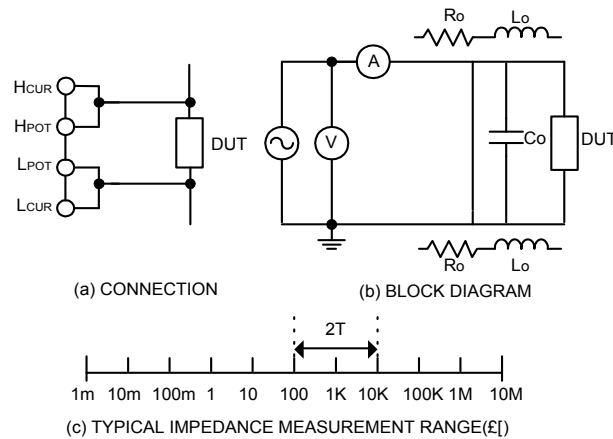 Ro
Lo
HCUR
HPOT
LPOT
LCUR
DUT
A
V
Co
DUT
Ro
Lo
(a) CONNECTION
(b) BLOCK DIAGRAM
2T
1m 10m 100m 1 10 100 1K 10K 100K 1M 10M
(c) TYPICAL IMPEDANCE MEASUREMENT RANGE(£[)